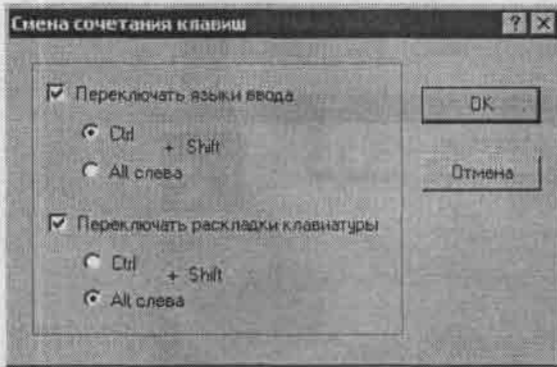 Смена сочетания клавиш
Переключать языки ввода
Ctrl
+ Shift
Alt слева
OK
Отмена
Переключать раскладки клавиатуры
Ctrl
+ Shift
Alt слева